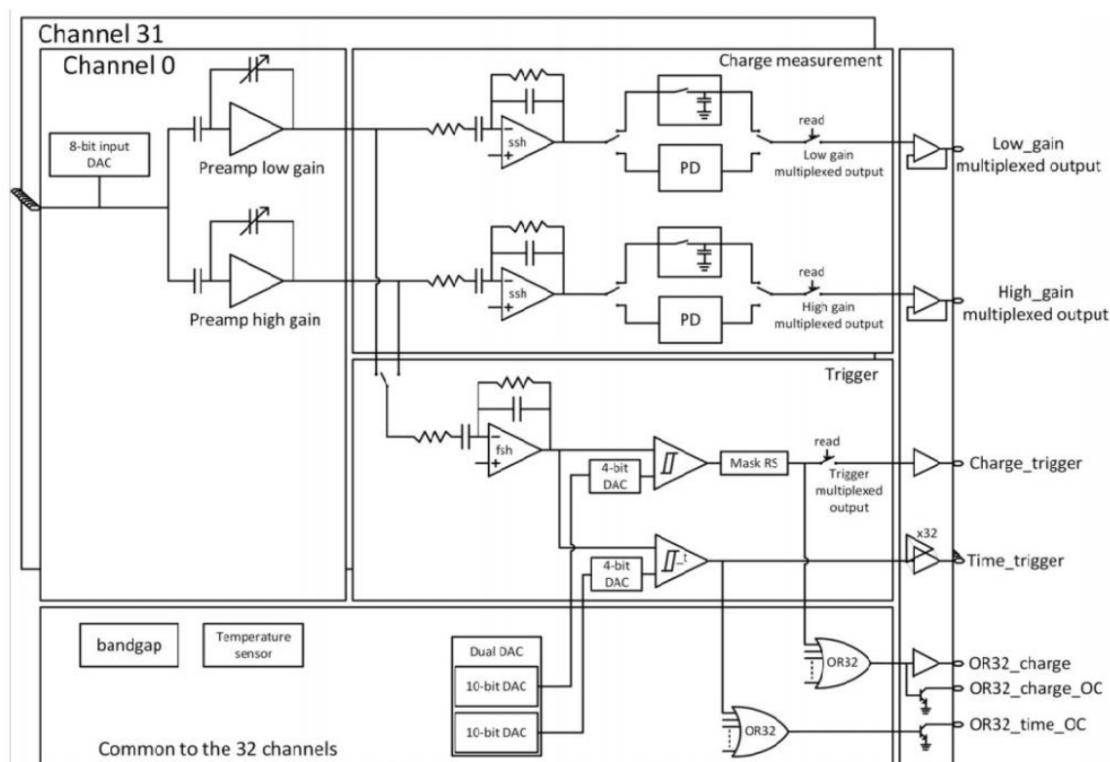 Channel 31
Channel 0
Charge measurement
8-bit input
DAC
Preamp low gain
ssh
PD
read
Low gain
multiplexed output
Low_gain
multiplexed output
Preamp high gain
ssh
PD
read
High gain
multiplexed output
High_gain
multiplexed output
Trigger
fsh
4-bit
DAC
Mask RS
read
Trigger
multiplexed
output
Charge_trigger
4-bit
DAC
_t
x32
Time_trigger
bandgap
Temperature
sensor
Dual DAC
10-bit DAC
10-bit DAC
OR32
OR32_charge
OR32_charge_OC
OR32
OR32_time_OC
Common to the 32 channels